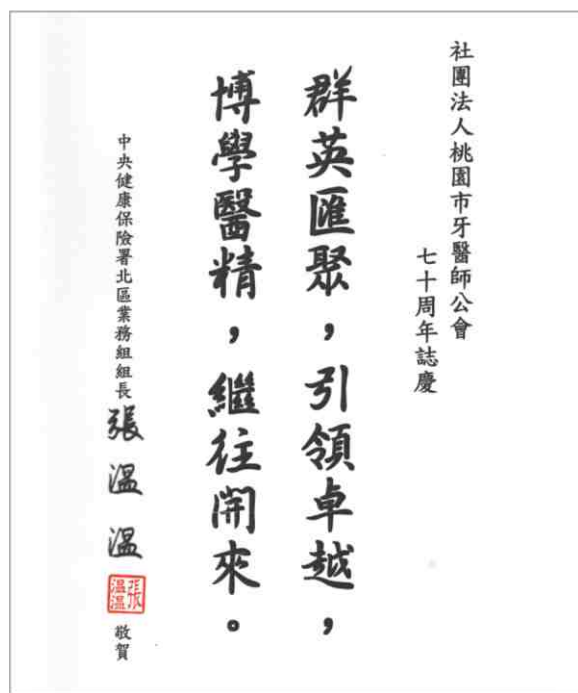 社團法人桃園市牙醫師公會
七十周年誌慶
群英匯聚，引領卓越，
博學醫精，繼往開來。
中央健康保險署北區業務組組長 張溫溫 張溫溫 敬賀